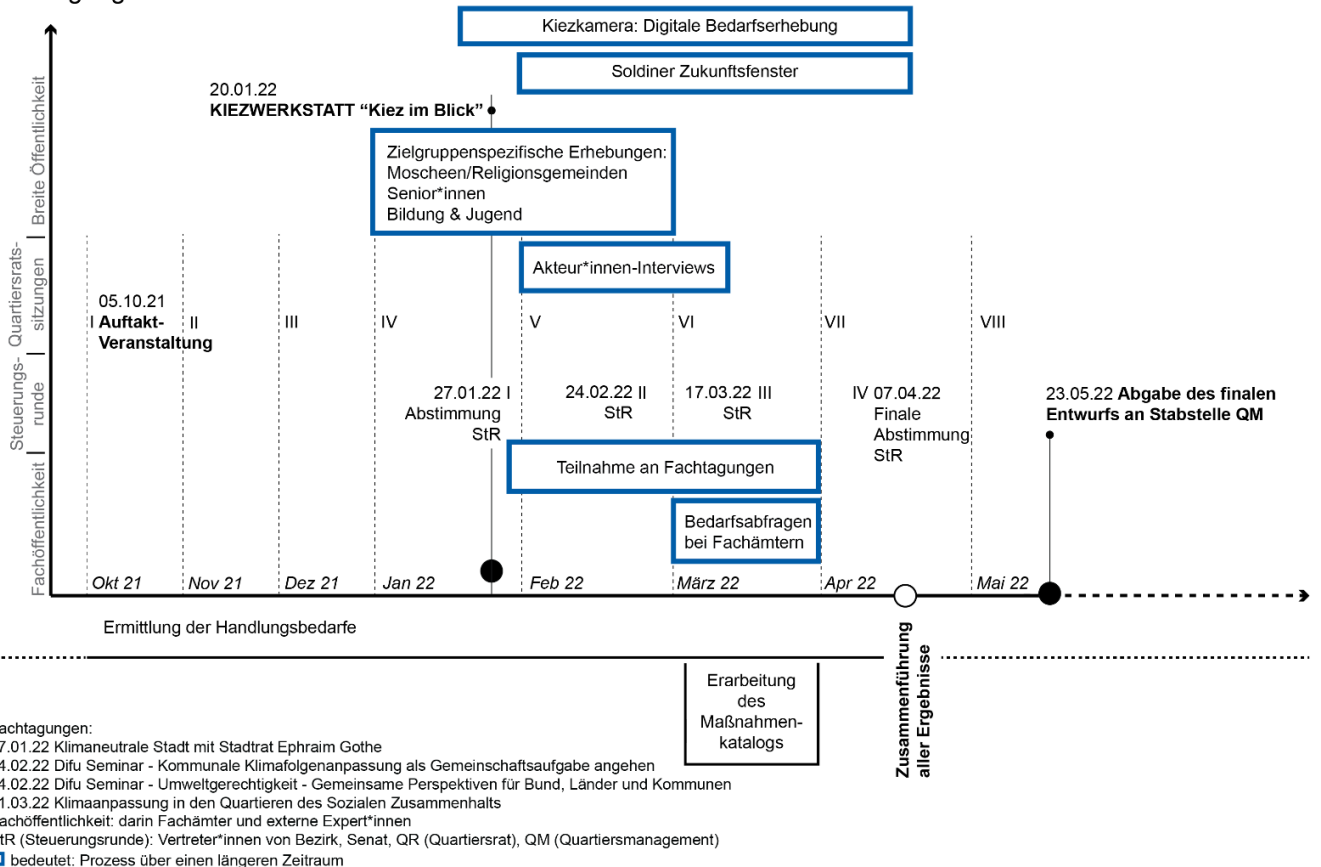 Kiezkamera: Digitale Bedarfserhebung
Soldiner Zukunftsfenster
20.01.22
KIEZWERKSTATT “Kiez im Blick”
Zielgruppenspezifische Erhebungen:
Moscheen/Religionsgemeinden
Senior*innen
Bildung & Jugend
Akteur*innen-Interviews
Breite Öffentlichkeit
Quartiersrats-
sitzungen
Steuerungs-
runde
Fachöffentlichkeit
05.10.21
I Auftakt-
Veranstaltung
II
III
IV
V
VI
VII
VIII
27.01.22 I
Abstimmung
StR
24.02.22 II
StR
17.03.22 III
StR
IV 07.04.22
Finale
Abstimmung
StR
23.05.22 Abgabe des finalen
Entwurfs an Stabstelle QM
Teilnahme an Fachtagungen
Bedarfsabfragen
bei Fachämtern
Okt 21
Nov 21
Dez 21
Jan 22
Feb 22
März 22
Apr 22
Mai 22
Ermittlung der Handlungsbedarfe
Erarbeitung
des
Maßnahmen-
katalogs
Zusammenführung
aller Ergebnisse
achtagungen:
7.01.22 Klimaneutrale Stadt mit Stadtrat Ephraim Gothe
4.02.22 Difu Seminar - Kommunale Klimafolgenanpassung als Gemeinschaftsaufgabe angehen
4.02.22 Difu Seminar - Umweltgerechtigkeit - Gemeinsame Perspektiven für Bund, Länder und Kommunen
1.03.22 Klimaanpassung in den Quartieren des Sozialen Zusammenhalts
achöffentlichkeit: darin Fachämter und externe Expert*innen
tR (Steuerungsrunde): Vertreter*innen von Bezirk, Senat, QR (Quartiersrat), QM (Quartiersmanagement)
bedeutet: Prozess über einen längeren Zeitraum